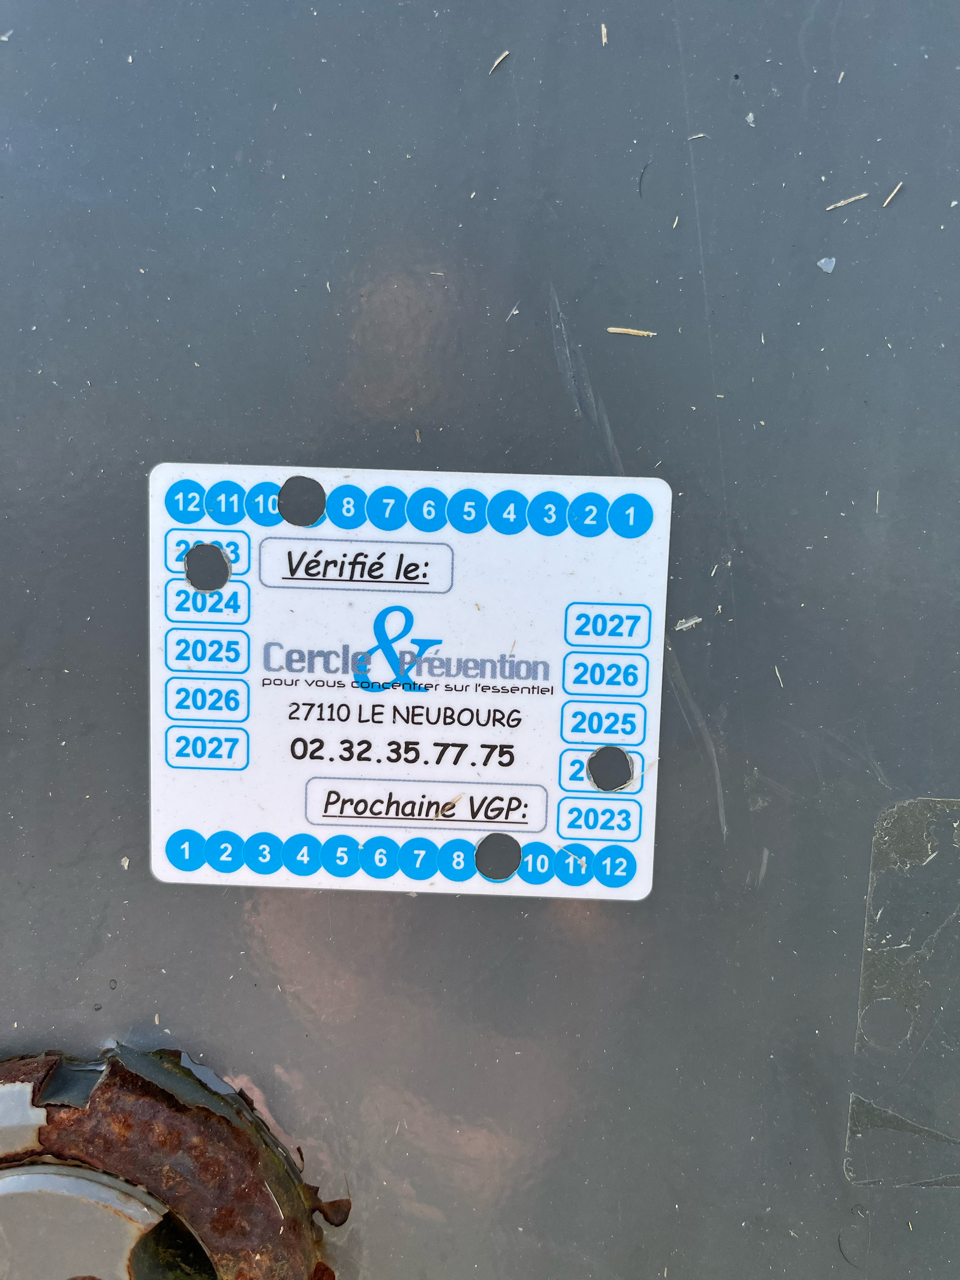 12 11 10 8 7 6 5 4 3 2 1
Vérifié le:
2024
2025
2026
2027
Cercle & Prévention
pour vous concentrer sur l'essentiel
27110 LE NEUBOURG
02.32.35.77.75
2027
2026
2025
2023
Prochaine VGP:
1 2 3 4 5 6 7 8 10 11 12